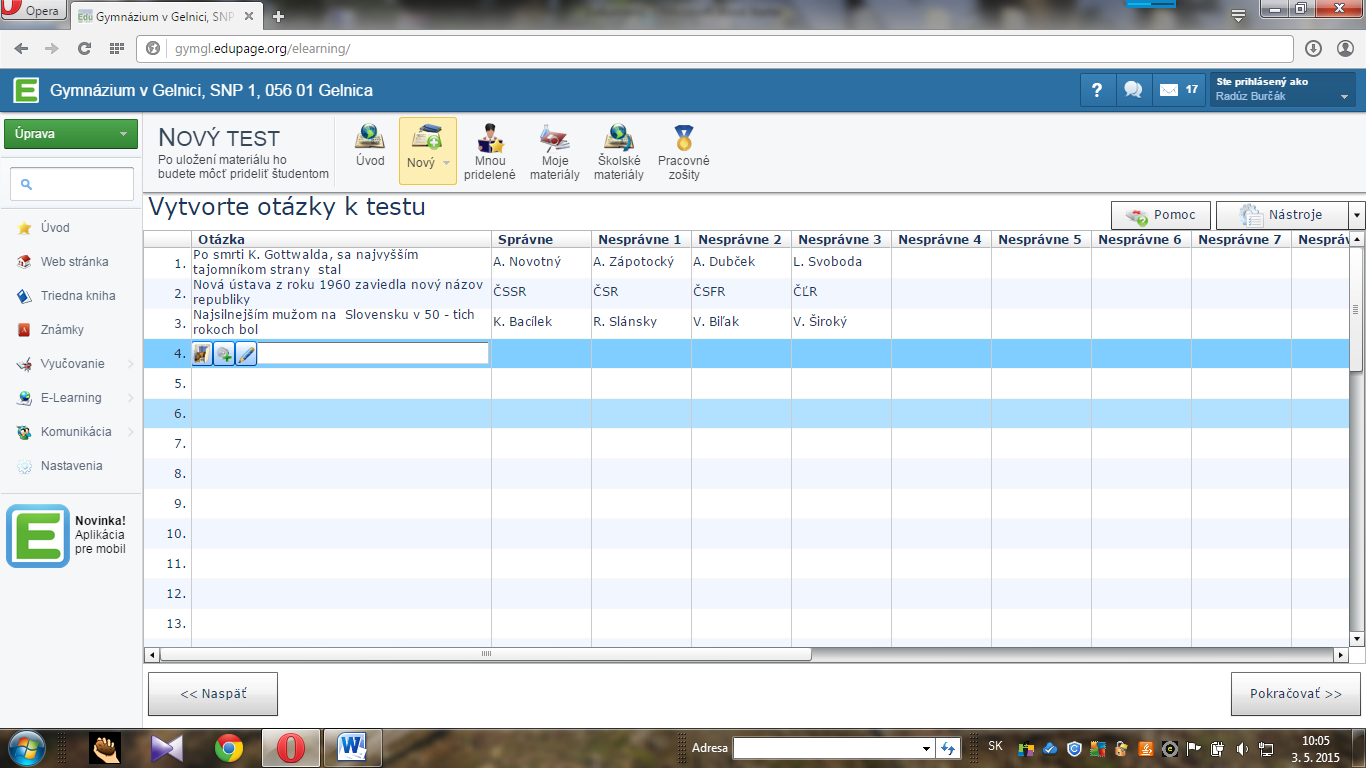 Opera
Edu Gymnázium v Gelnici, SNP
gymgl.edupage.org/elearning/
Gymnázium v Gelnici, SNP 1, 056 01 Gelnica
?
17
Ste prihlásený ako
Radúz Burčák
Úprava
NOVÝ TEST
Po uložení materiálu ho
budete môcť prideliť študentom
Úvod
Nový
Mnou
pridelené
Moje
materiály
Školské
materiály
Pracovné
zošity
Úvod
Web stránka
Triedna kniha
Známky
Vyučovanie
E-Learning
Komunikácia
Nastavenia
Novinka!
Aplikácia
pre mobil
Vytvorte otázky k testu
Pomoc
Nástroje
Otázka Správne Nesprávne 1 Nesprávne 2 Nesprávne 3 Nesprávne 4 Nesprávne 5 Nesprávne 6 Nesprávne 7 Nespráv
1. Po smrti K. Gottwalda, sa najvyšším
tajomníkom strany stal
A. Novotný A. Zápotocký A. Dubček L. Svoboda
2. Nová ústava z roku 1960 zaviedla nový názov
republiky
ČSSR ČSR ČSFR ČĽR
3. Najsilnejším mužom na Slovensku v 50 - tich
rokoch bol
K. Bacílek R. Slánsky V. Biľak V. Široký
4.
5.
6.
7.
8.
9.
10.
11.
12.
13.
<< Naspäť
Pokračovať >>
Adresa
SK
10:05
3. 5. 2015